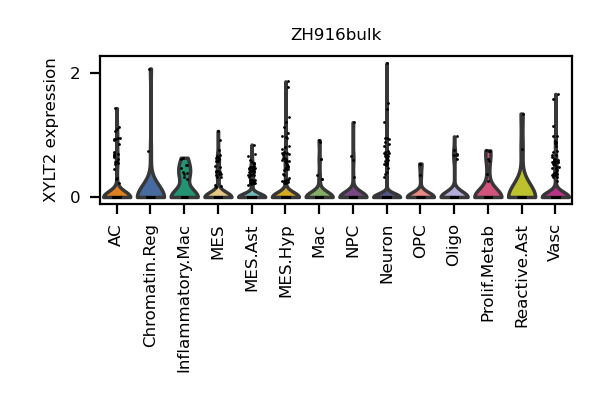 ZH916bulk
XYLT2 expression
2
0
AC
Chromatin.Reg
Inflammatory.Mac
MES
MES.Ast
MES.Hyp
Mac
NPC
Neuron
OPC
Oligo
Prolif.Metab
Reactive.Ast
Vasc